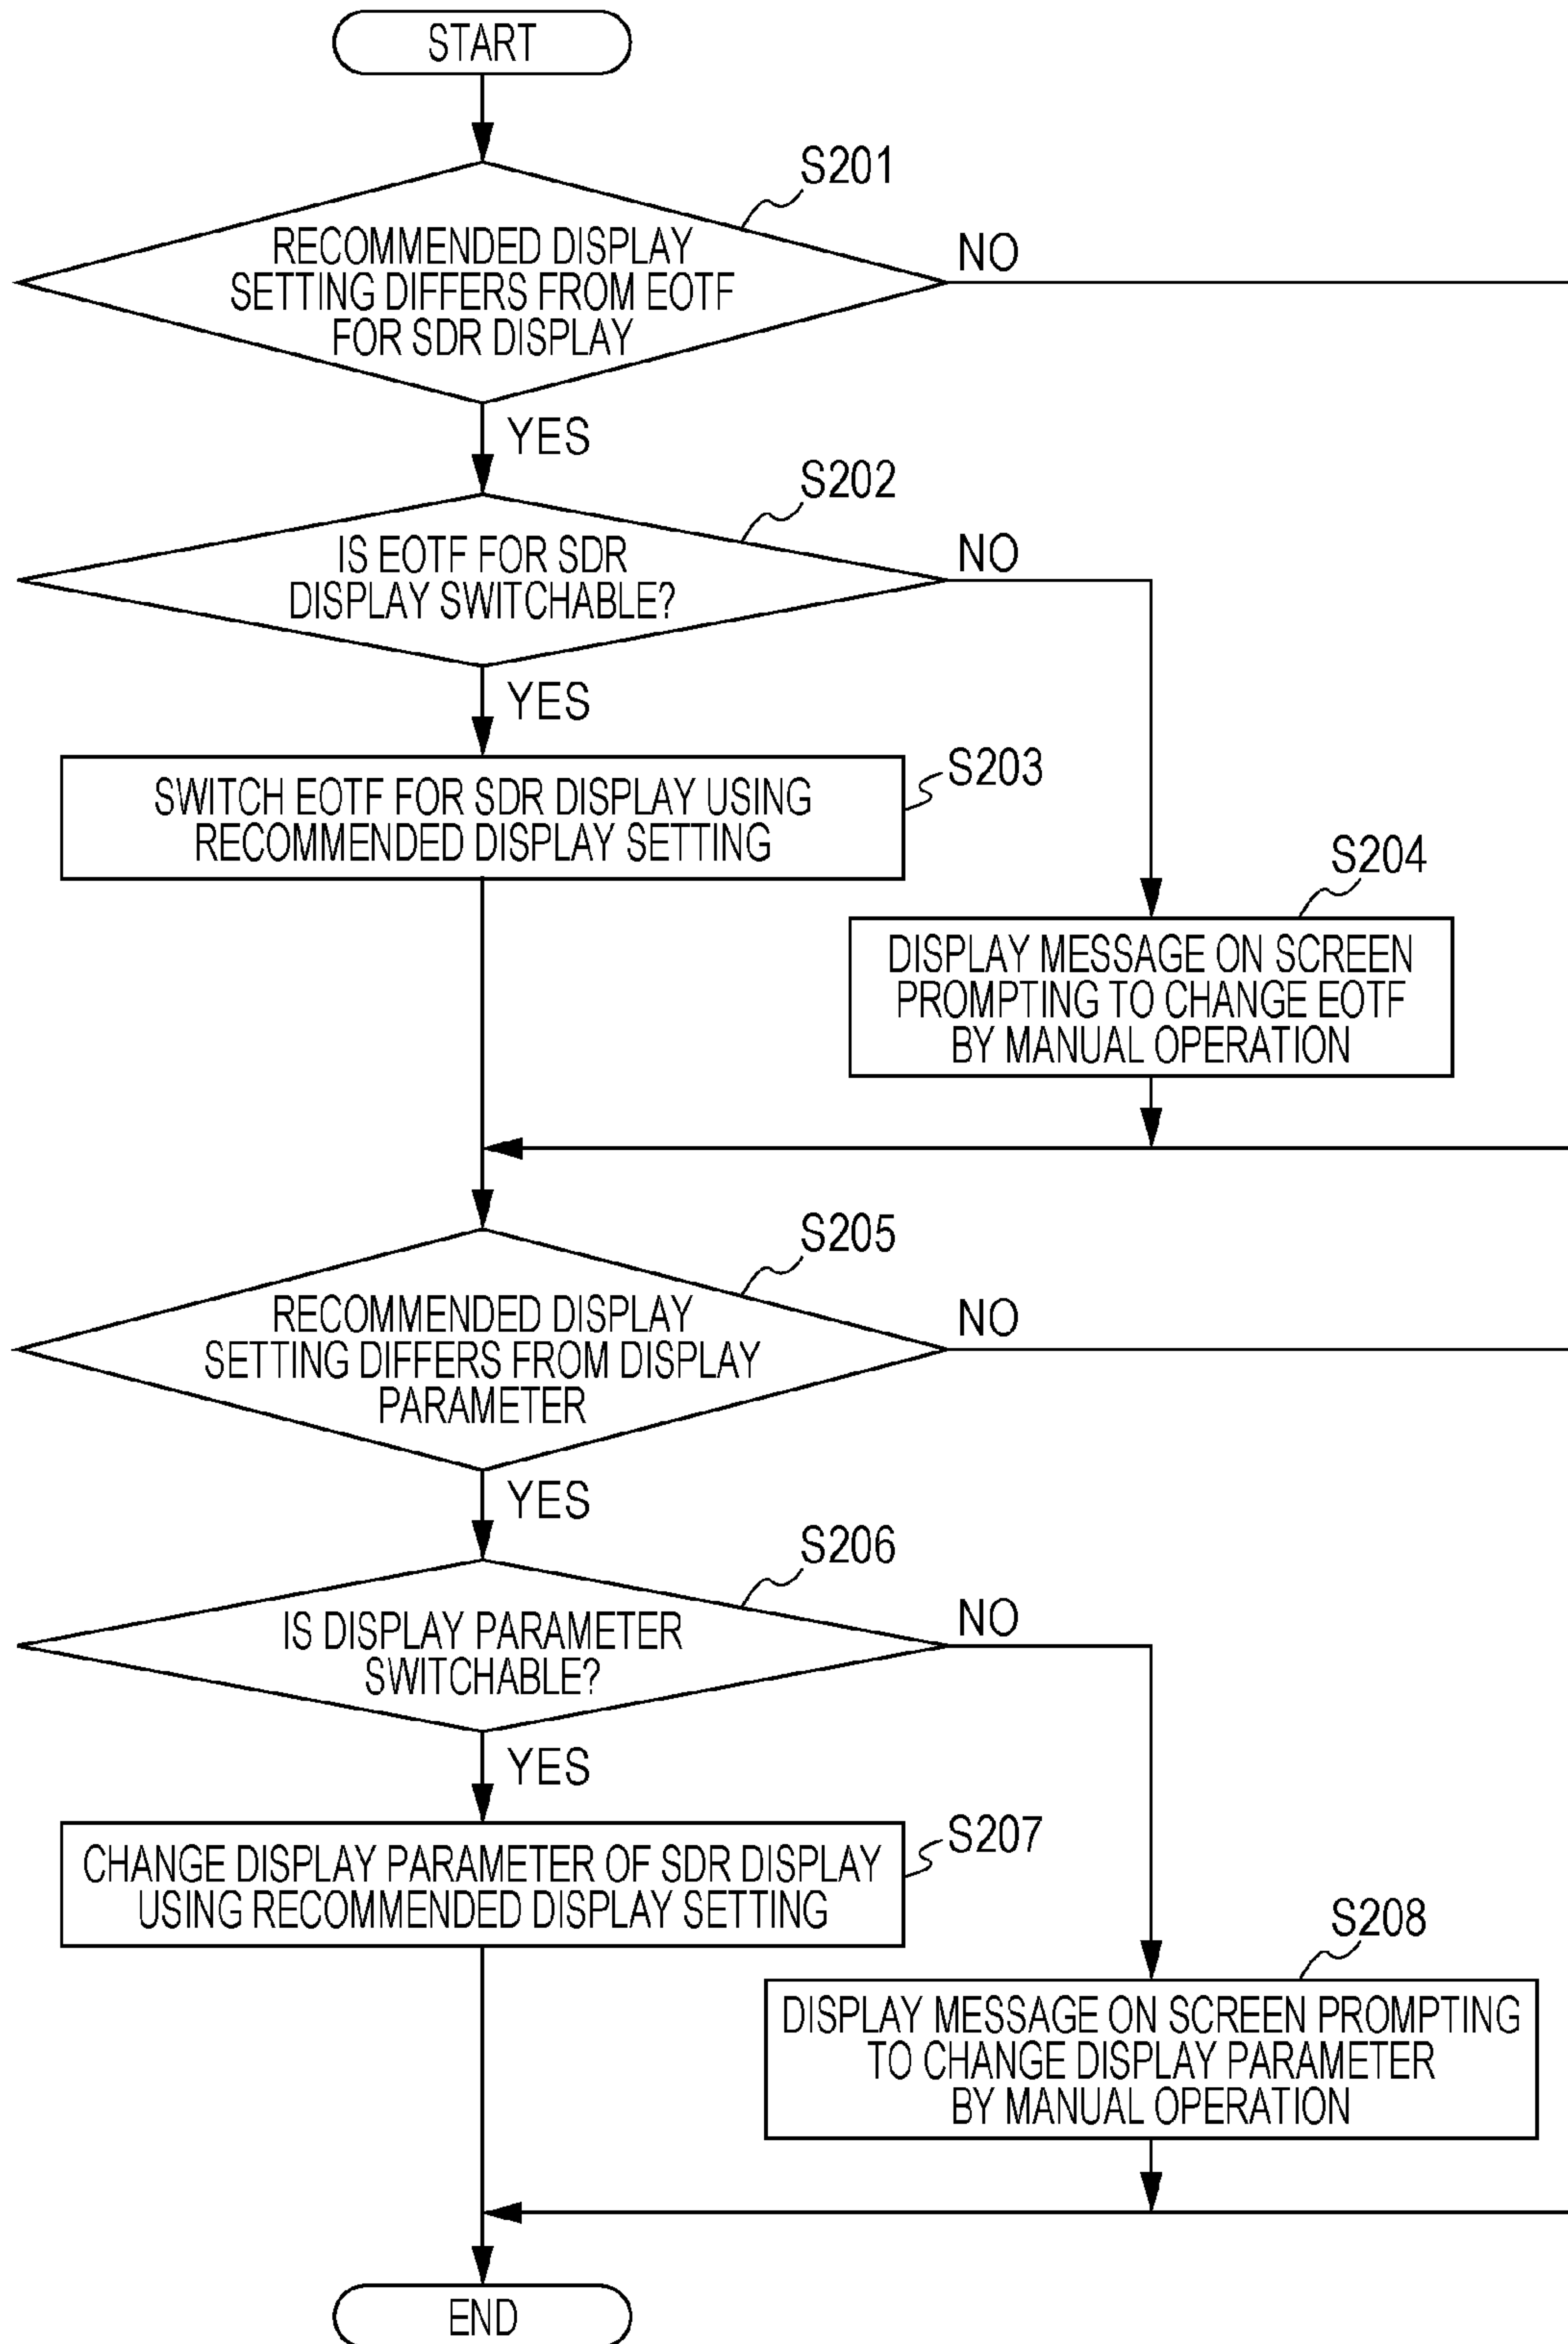 START
S201
RECOMMENDED DISPLAY
SETTING DIFFERS FROM EOTF
FOR SDR DISPLAY
NO
YES
S202
IS EOTF FOR SDR
DISPLAY SWITCHABLE?
NO
YES
S203
SWITCH EOTF FOR SDR DISPLAY USING
RECOMMENDED DISPLAY SETTING
S204
DISPLAY MESSAGE ON SCREEN
PROMPTING TO CHANGE EOTF
BY MANUAL OPERATION
S205
RECOMMENDED DISPLAY
SETTING DIFFERS FROM DISPLAY
PARAMETER
NO
YES
S206
IS DISPLAY PARAMETER
SWITCHABLE?
NO
YES
S207
CHANGE DISPLAY PARAMETER OF SDR DISPLAY
USING RECOMMENDED DISPLAY SETTING
S208
DISPLAY MESSAGE ON SCREEN PROMPTING
TO CHANGE DISPLAY PARAMETER
BY MANUAL OPERATION
END